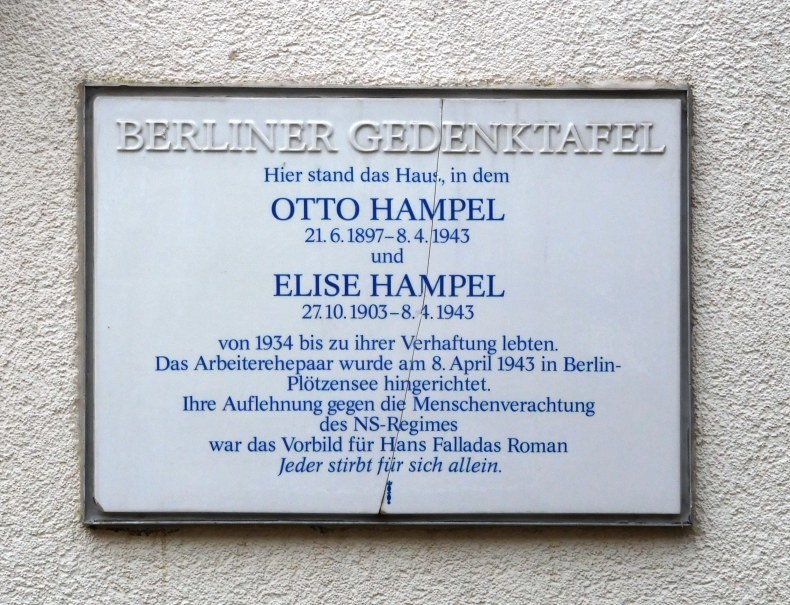 BERLINER GEDENKTAFEL
Hier stand das Haus, in dem
OTTO HAMPEL
21. 6. 1897–8. 4. 1943
und
ELISE HAMPEL
27.10. 1903–8. 4. 1943
von 1934 bis zu ihrer Verhaftung lebten.
Das Arbeiterehepaar wurde am 8. April 1943 in Berlin-
Plötzensee hingerichtet.
Ihre Auflehnung gegen die Menschenverachtung
des NS-Regimes
war das Vorbild für Hans Falladas Roman
Jeder stirbt für sich allein.